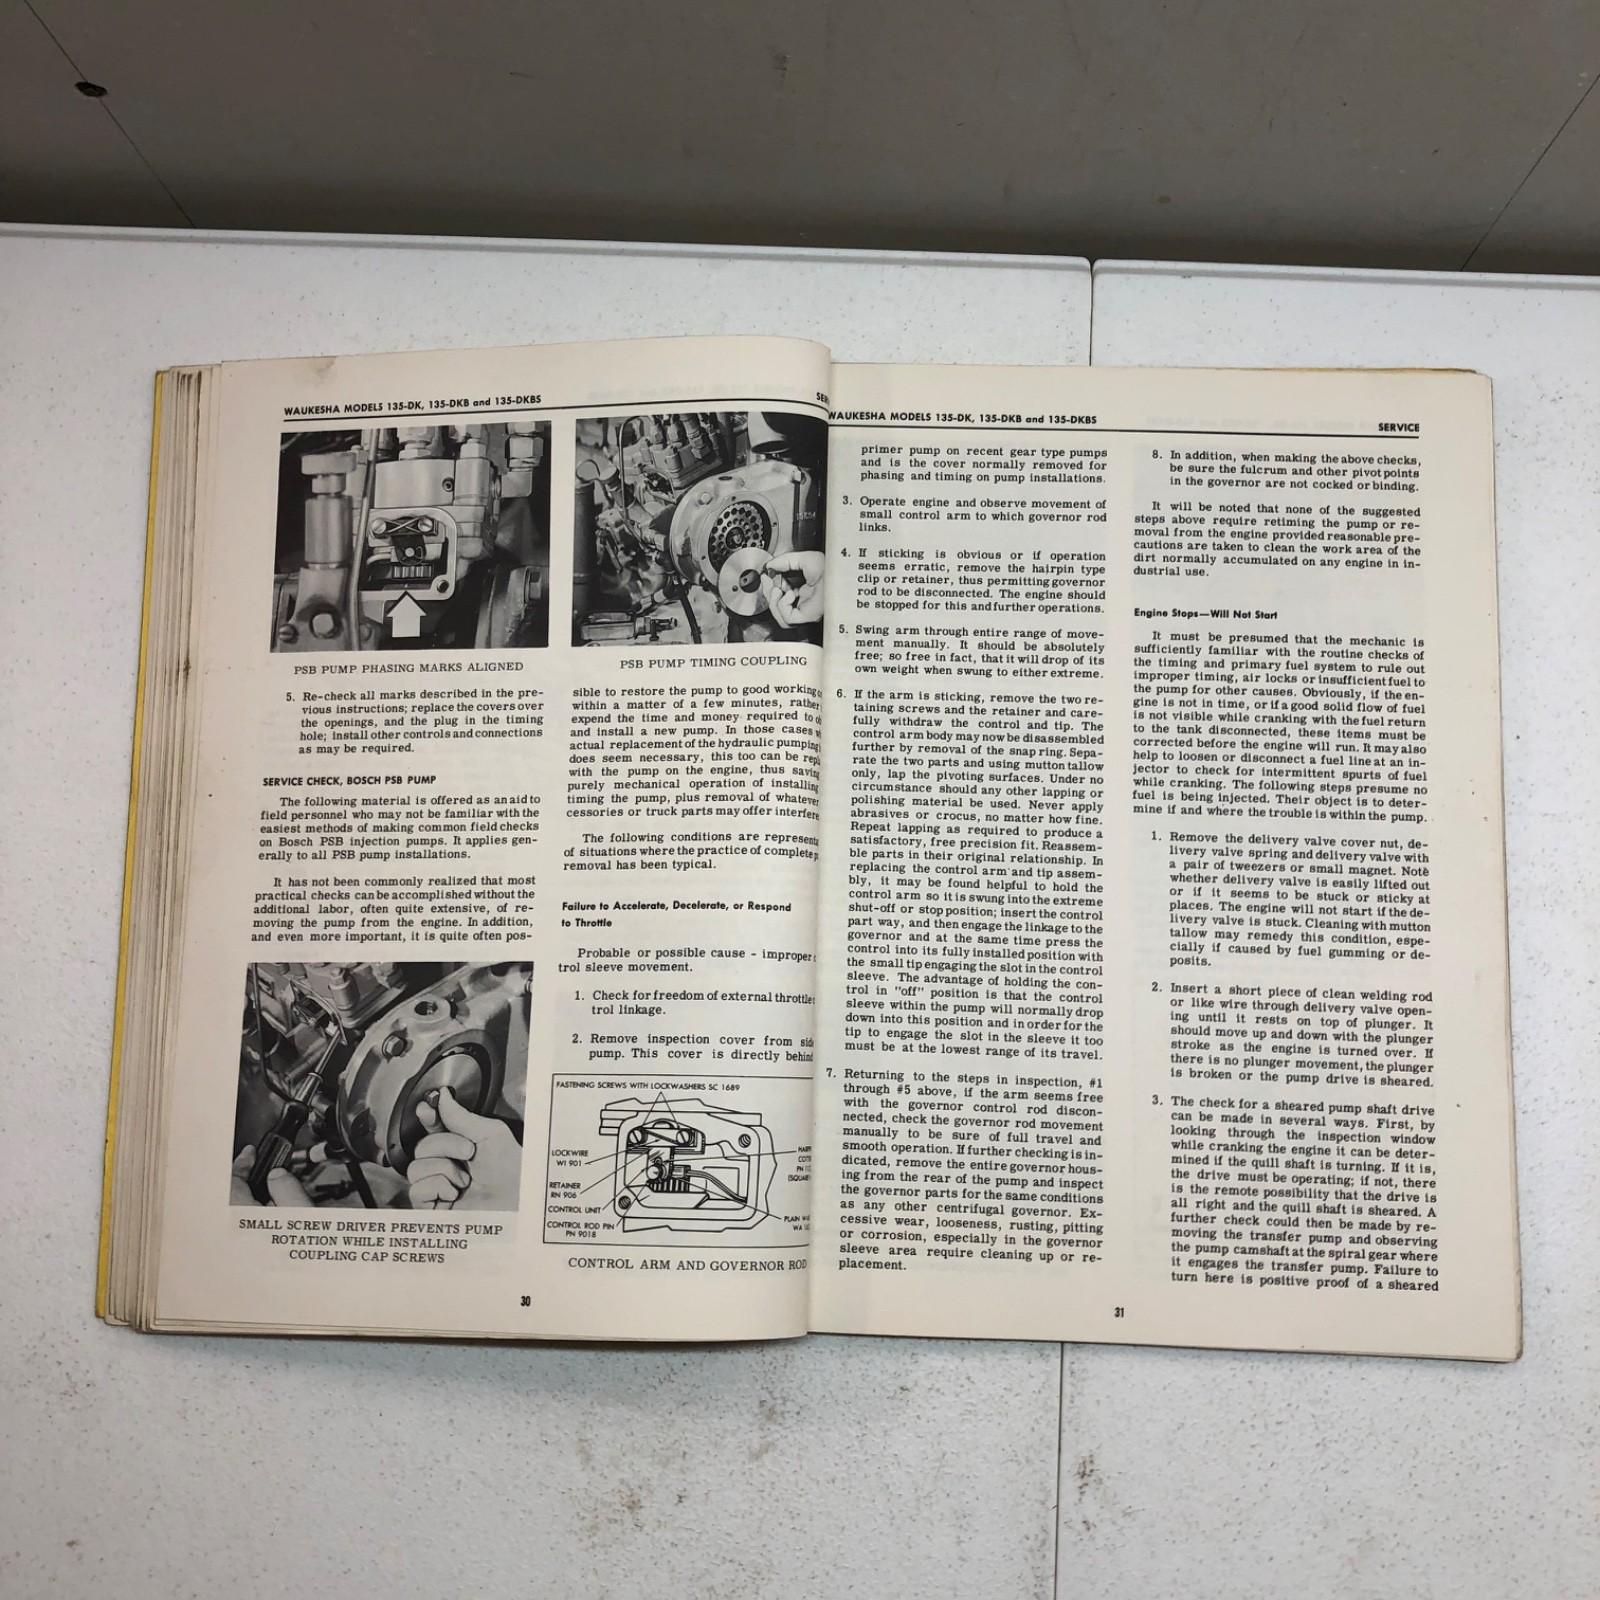 WAUKESHA MODELS 135-DK, 135-DKB and 135-DKBS
PSB PUMP PHASING MARKS ALIGNED
5. Re-check all marks described in the pre-
vious instructions; replace the covers over
the openings, and the plug in the timing
hole; install other controls and connections
as may be required.
SERVICE CHECK, BOSCH PSB PUMP
The following material is offered as an aid to
field personnel who may not be familiar with the
easiest methods of making common field checks
on Bosch PSB injection pumps. It applies gen-
erally to all PSB pump installations.
It has not been commonly realized that most
practical checks can be accomplished without the
additional labor, often quite extensive, of re-
moving the pump from the engine. In addition,
and even more important, it is quite often pos-
SMALL SCREW DRIVER PREVENTS PUMP
ROTATION WHILE INSTALLING
COUPLING CAP SCREWS
PSB PUMP TIMING COUPLING
sible to restore the pump to good working
within a matter of a few minutes, rather
expend the time and money required to
and install a new pump. In those cases
actual replacement of the hydraulic pumping
does seem necessary, this too can be
with the pump on the engine, thus saving
purely mechanical operation of installing
timing the pump, plus removal of whatever
cessories or truck parts may offer interfere
The following conditions are
of situations where the practice of complete
removal has been typical.
Failure to Accelerate, Decelerate, or Respond
to Throttle
Probable or possible cause - improper
trol sleeve movement.
1. Check for freedom of external throttle
trol linkage.
2. Remove inspection cover from side
pump. This cover is directly behind
FASTENING SCREWS WITH LOCKWASHERS SC 1689
LOCKWIRE
WI 901
RETAINER
RN 906
CONTROL UNIT
CONTROL ROD PIN
PN 9018
PLAIN
CONTROL ARM AND GOVERNOR ROD
30
WAUKESHA MODELS 135-DK, 135-DKB and 135-DKBS
SERVICE
primer pump on recent gear type pumps
and is the cover normally removed for
phasing and timing on pump installations.
3. Operate engine and observe movement of
small control arm to which governor rod
links.
4. If sticking is obvious or if operation
seems erratic, remove the hairpin type
clip or retainer, thus permitting governor
rod to be disconnected. The engine should
be stopped for this and further operations.
5. Swing arm through entire range of move-
ment manually. It should be absolutely
free; so free in fact, that it will drop of its
own weight when swung to either extreme.
6. If the arm is sticking, remove the two re-
taining screws and the retainer and care-
fully withdraw the control and tip. The
control arm body may now be disassembled
further by removal of the snap ring. Sepa-
rate the two parts and using mutton tallow
only, lap the pivoting surfaces. Under no
circumstance should any other lapping or
polishing material be used. Never apply
abrasives or crocus, no matter how fine.
Repeat lapping as required to produce a
satisfactory, free precision fit. Reassem-
ble parts in their original relationship. In
replacing the control arm and tip assem-
bly, it may be found helpful to hold the
control arm so it is swung into the extreme
shut-off or stop position; insert the control
part way, and then engage the linkage to the
governor and at the same time press the
control into its fully installed position with
the small tip engaging the slot in the control
sleeve. The advantage of holding the con-
trol in "off" position is that the control
sleeve within the pump will normally drop
down into this position and in order for the
tip to engage the slot in the sleeve it too
must be at the lowest range of its travel.
7. Returning to the steps in inspection, #1
through #5 above, if the arm seems free
with the governor control rod discon-
nected, check the governor rod movement
manually to be sure of full travel and
smooth operation. If further checking is in-
dicated, remove the entire governor hous-
ing from the rear of the pump and inspect
the governor parts for the same conditions
as any other centrifugal governor. Ex-
cessive wear, looseness, rusting, pitting
or corrosion, especially in the governor
sleeve area require cleaning up or re-
placement.
8. In addition, when making the above checks,
be sure the fulcrum and other pivot points
in the governor are not cocked or binding.
It will be noted that none of the suggested
steps above require retiming the pump or re-
moval from the engine provided reasonable pre-
cautions are taken to clean the work area of the
dirt normally accumulated on any engine in in-
dustrial use.
Engine Stops—Will Not Start
It must be presumed that the mechanic is
sufficiently familiar with the routine checks of
the timing and primary fuel system to rule out
improper timing, air locks or insufficient fuel to
the pump for other causes. Obviously, if the en-
gine is not in time, or if a good solid flow of fuel
is not visible while cranking with the fuel return
to the tank disconnected, these items must be
corrected before the engine will run. It may also
help to loosen or disconnect a fuel line at an in-
jector to check for intermittent spurts of fuel
while cranking. The following steps presume no
fuel is being injected. Their object is to deter-
mine if and where the trouble is within the pump.
1. Remove the delivery valve cover nut, de-
livery valve spring and delivery valve with
a pair of tweezers or small magnet. Note
whether delivery valve is easily lifted out
or if it seems to be stuck or sticky at
places. The engine will not start if the de-
livery valve is stuck. Cleaning with mutton
tallow may remedy this condition, espe-
cially if caused by fuel gumming or de-
posits.
2. Insert a short piece of clean welding rod
or like wire through delivery valve open-
ing until it rests on top of plunger. It
should move up and down with the plunger
stroke as the engine is turned over. If
there is no plunger movement, the plunger
is broken or the pump drive is sheared.
3. The check for a sheared pump shaft drive
can be made in several ways. First, by
looking through the inspection window
while cranking the engine it can be deter-
mined if the quill shaft is turning. If it is,
the drive must be operating; if not, there
is the remote possibility that the drive is
all right and the quill shaft is sheared. A
further check could then be made by re-
moving the transfer pump and observing
the pump camshaft at the spiral gear where
it engages the transfer pump. Failure to
turn here is positive proof of a sheared
31